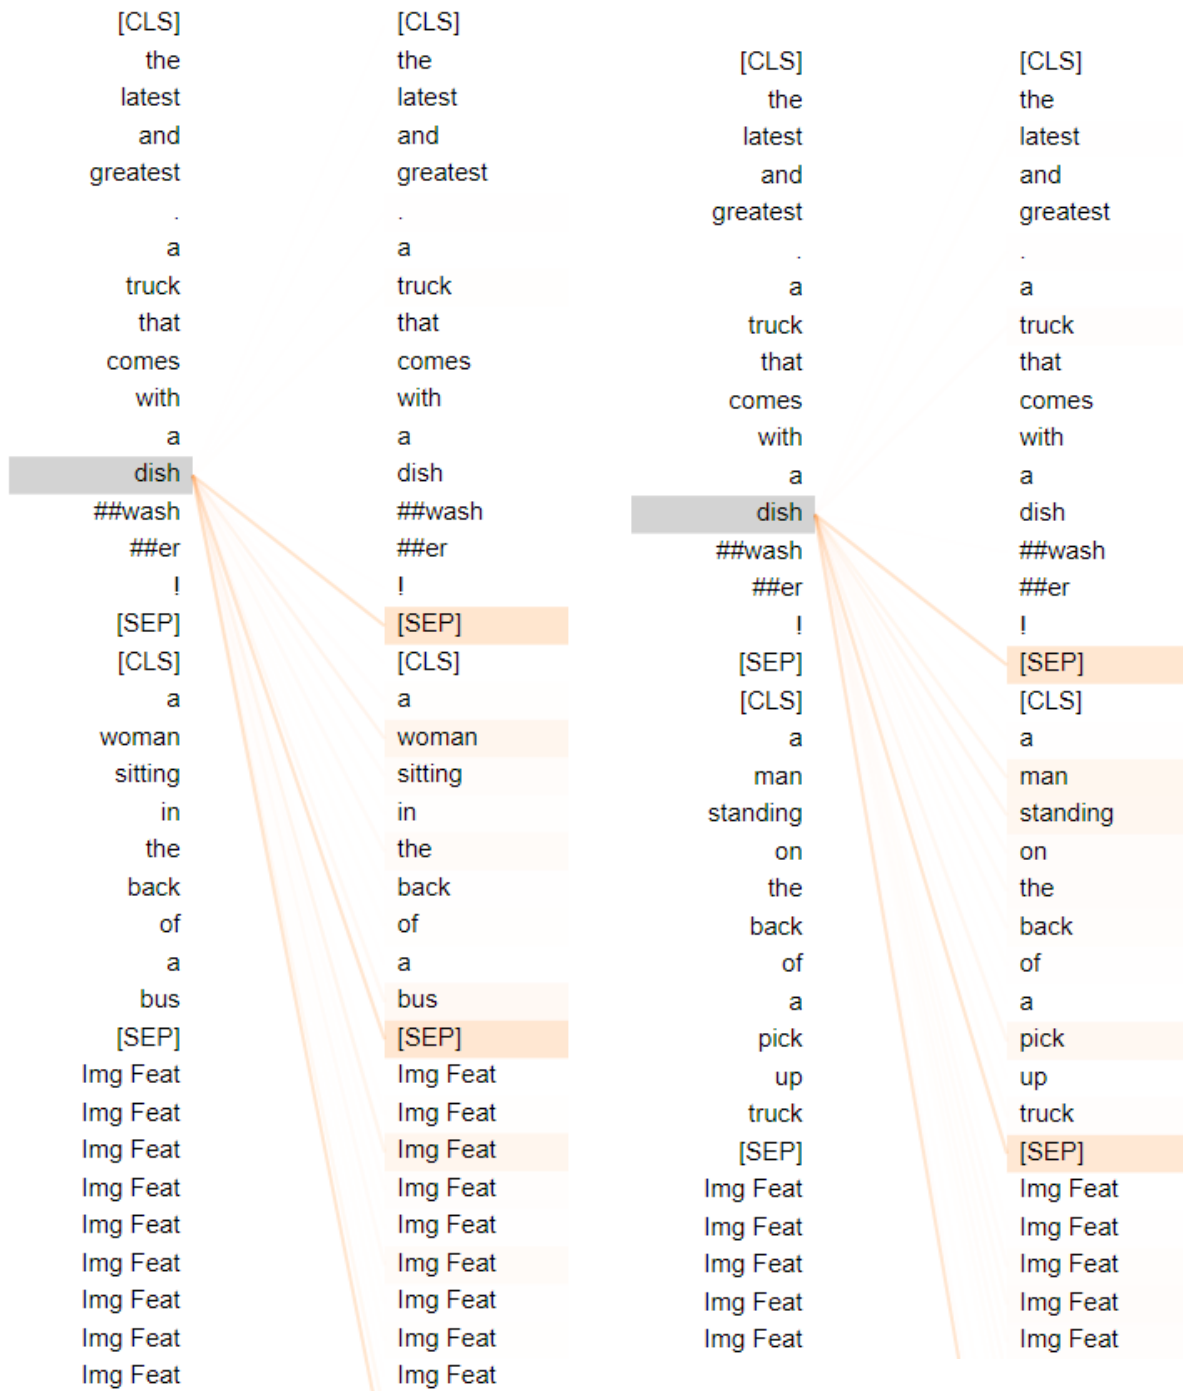 [CLS]
the
latest
and
greatest
.
a
truck
that
comes
with
a
dish
##wash
##er
!
[SEP]
[CLS]
a
woman
sitting
in
the
back
of
a
bus
[SEP]
Img Feat
Img Feat
Img Feat
Img Feat
Img Feat
Img Feat
Img Feat
Img Feat
Img Feat
[CLS]
the
latest
and
greatest
.
a
truck
that
comes
with
a
dish
##wash
##er
!
[SEP]
[CLS]
a
woman
sitting
in
the
back
of
a
bus
[SEP]
Img Feat
Img Feat
Img Feat
Img Feat
Img Feat
Img Feat
Img Feat
Img Feat
Img Feat
[CLS]
the
latest
and
greatest
.
a
truck
that
comes
with
a
dish
##wash
##er
!
[SEP]
[CLS]
a
man
standing
on
the
back
of
a
pick
up
truck
[SEP]
Img Feat
Img Feat
Img Feat
Img Feat
Img Feat
[CLS]
the
latest
and
greatest
.
a
truck
that
comes
with
a
dish
##wash
##er
!
[SEP]
[CLS]
a
man
standing
on
the
back
of
a
pick
up
truck
[SEP]
Img Feat
Img Feat
Img Feat
Img Feat
Img Feat